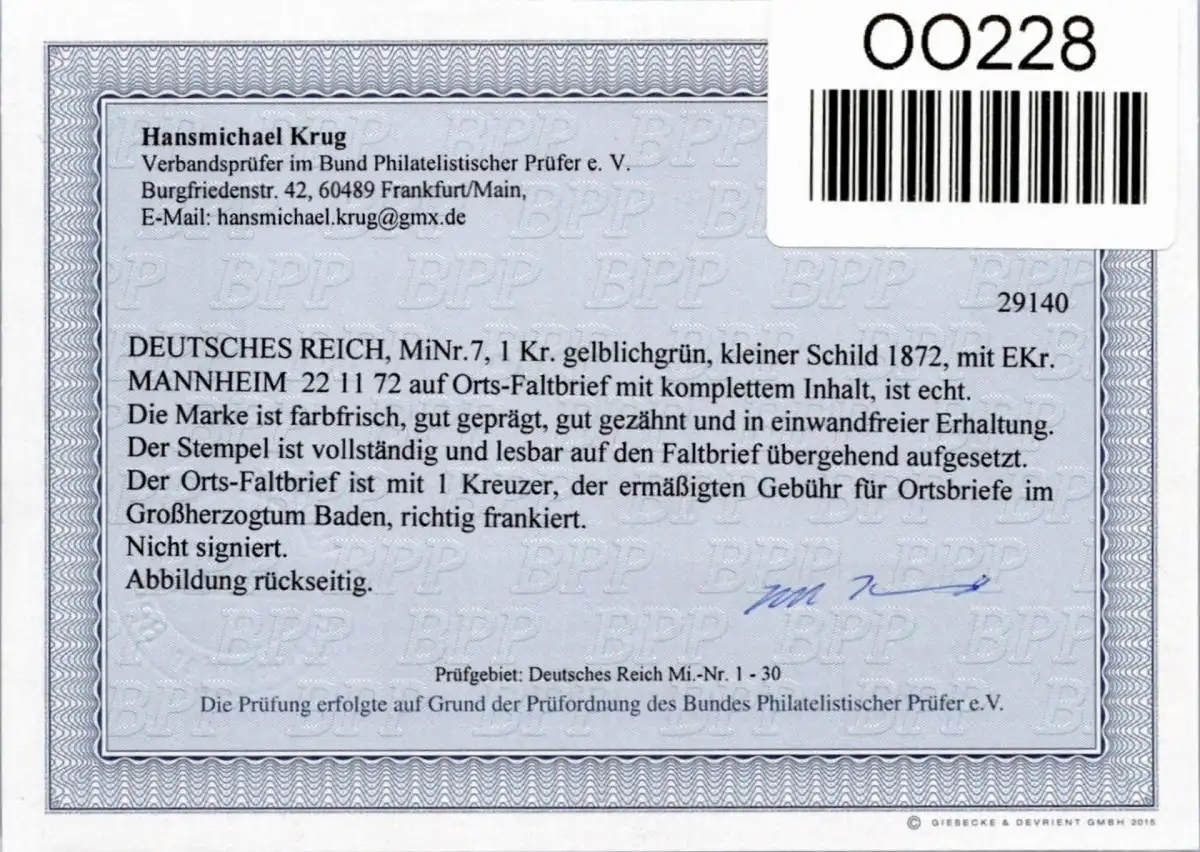 OO228
Hansmichael Krug
Verbandsprüfer im Bund Philatelistischer Prüfer e. V.
Burgfriedenstr. 42, 60489 Frankfurt/Main,
E-Mail: hansmichael.krug@gmx.de
29140
DEUTSCHES REICH, MiNr.7, 1 Kr. gelblichgrün, kleiner Schild 1872, mit EKr.
MANNHEIM 22 11 72 auf Orts-Faltbrief mit komplettem Inhalt, ist echt.
Die Marke ist farbfrisch, gut geprägt, gut gezähnt und in einwandfreier Erhaltung.
Der Stempel ist vollständig und lesbar auf den Faltbrief übergehend aufgesetzt.
Der Orts-Faltbrief ist mit 1 Kreuzer, der ermäßigten Gebühr für Ortsbriefe im
Großherzogtum Baden, richtig frankiert.
Nicht signiert.
Abbildung rückseitig.
Prüfgebiet: Deutsches Reich Mi.-Nr. 1 - 30
Die Prüfung erfolgte auf Grund der Prüfordnung des Bundes Philatelistischer Prüfer e.V.
© GIESECKE & DEVRIENT GMBH 2015